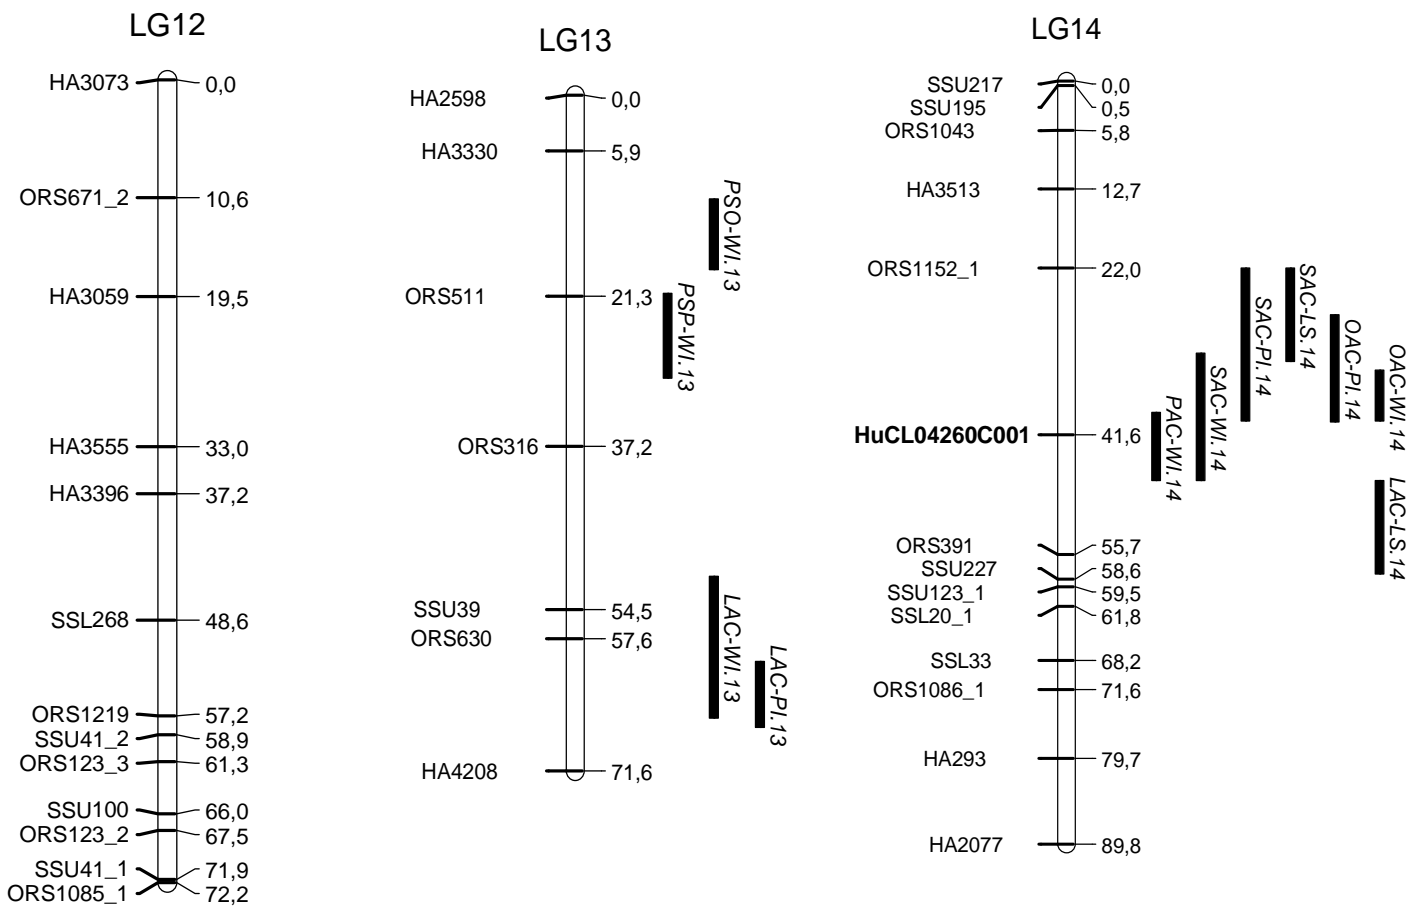 LG12
HA3073 0,0
ORS671_2 10,6
HA3059 19,5
HA3555 33,0
HA3396 37,2
SSL268 48,6
ORS1219 57,2
SSU41_2 58,9
ORS123_3 61,3
SSU100 66,0
ORS123_2 67,5
SSU41_1 71,9
ORS1085_1 72,2
LG13
HA2598 0,0
HA3330 5,9
ORS511 21,3
ORS316 37,2
SSU39 54,5
ORS630 57,6
HA4208 71,6
PSP-WI.13
PSO-WI.13
LAC-WI.13
LAC-PI.13
LG14
SSU217 0,0
SSU195 0,5
ORS1043 5,8
HA3513 12,7
ORS1152_1 22,0
HuCL04260C001 41,6
ORS391 55,7
SSU227 58,6
SSU123_1 59,5
SSL20_1 61,8
SSL33 68,2
ORS1086_1 71,6
HA293 79,7
HA2077 89,8
PAC-WI.14
SAC-WI.14
SAC-PI.14
SAC-LS.14
OAC-PI.14
OAC-WI.14
LAC-LS.14